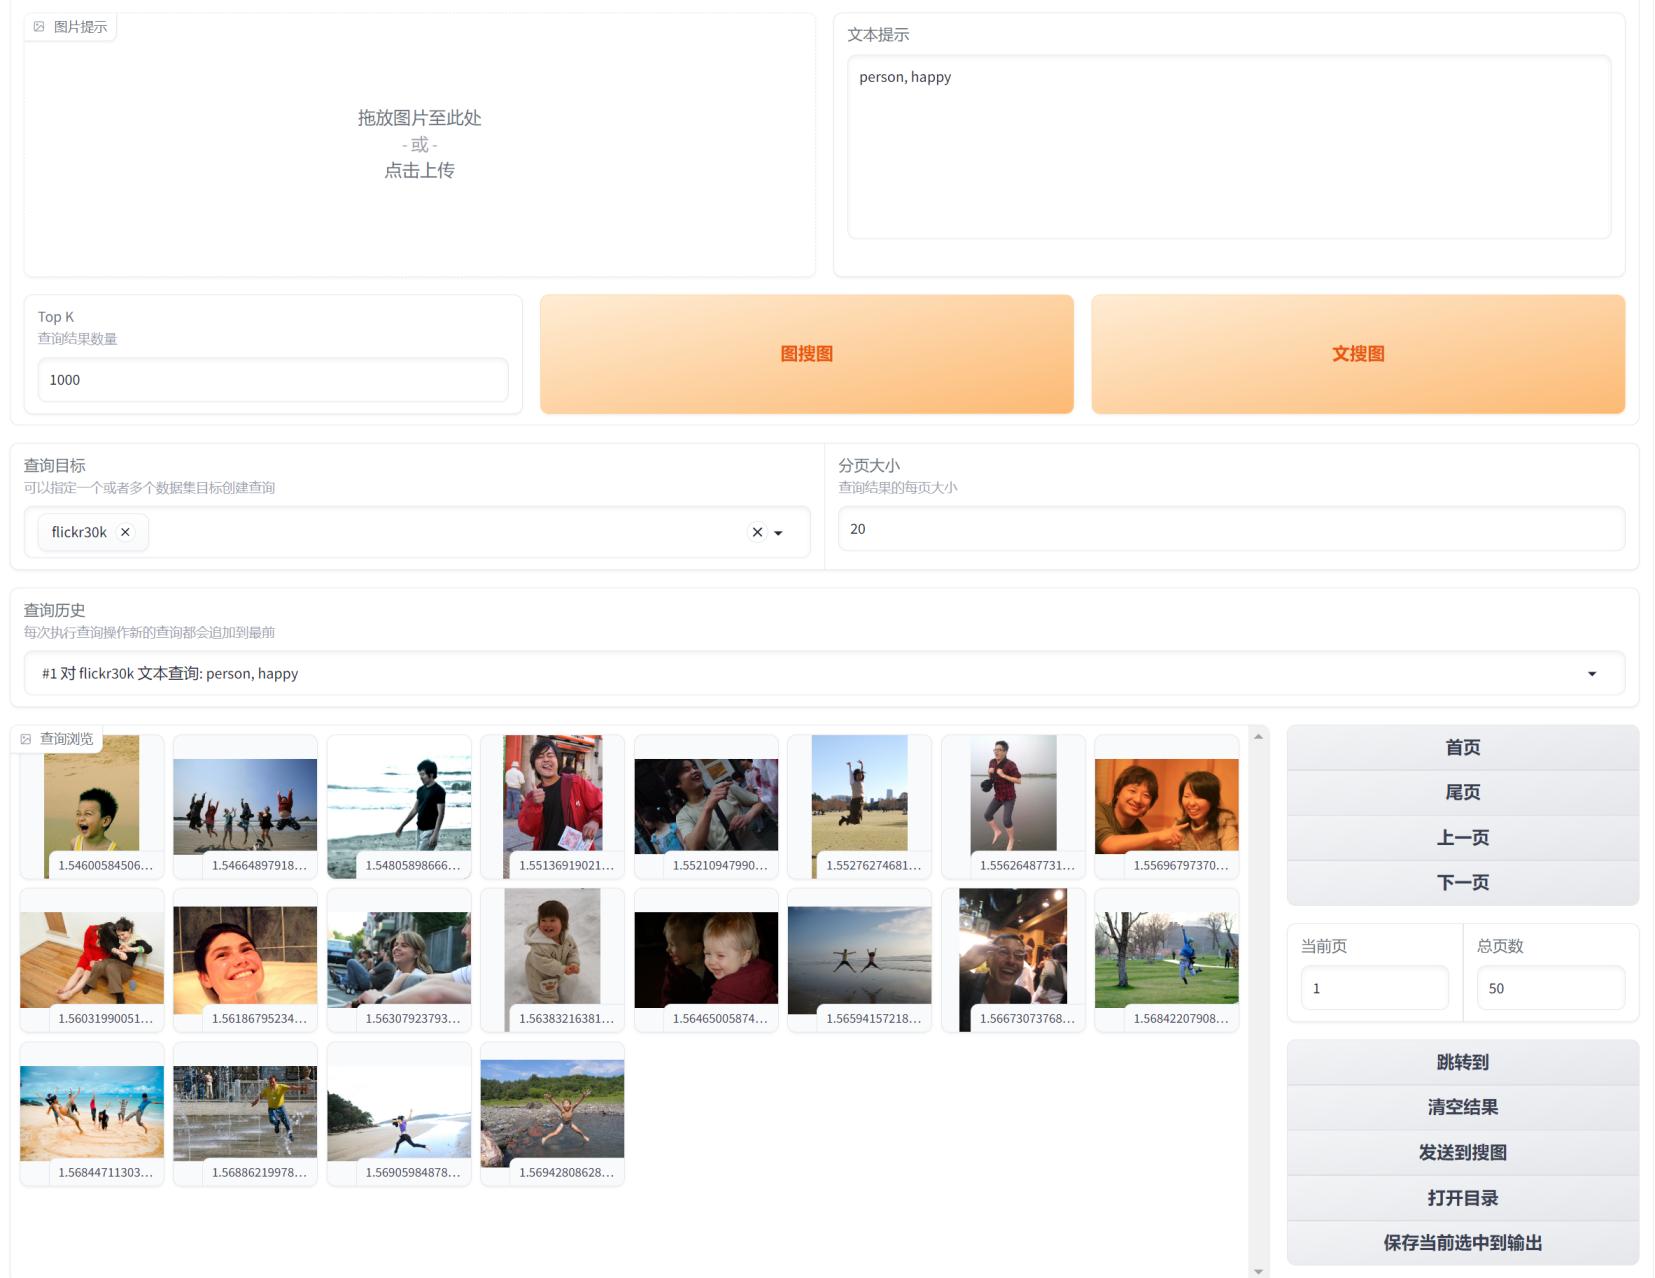 图片提示
拖放图片至此处
- 或 -
点击上传
文本提示
person, happy
Top K
查询结果数量
1000
图搜图
文搜图
查询目标
可以指定一个或者多个数据集目标创建查询
flickr30k
分页大小
查询结果的每页大小
20
查询历史
每次执行查询操作新的查询都会追加到最前
#1 对 flickr30k 文本查询: person, happy
查询浏览
1.54600584506...
1.54664897918...
1.54805898666...
1.55136919021...
1.55210947990...
1.55276274681...
1.55626487731...
1.55696797370...
1.56031990051...
1.56186795234...
1.56307923793...
1.56383216381...
1.56465005874...
1.56594157218...
1.56673073768...
1.56842207908...
1.56844711303...
1.56886219978...
1.56905984878...
1.56942808628...
首页
尾页
上一页
下一页
当前页
总页数
1
50
跳转到
清空结果
发送到搜图
打开目录
保存当前选中到输出